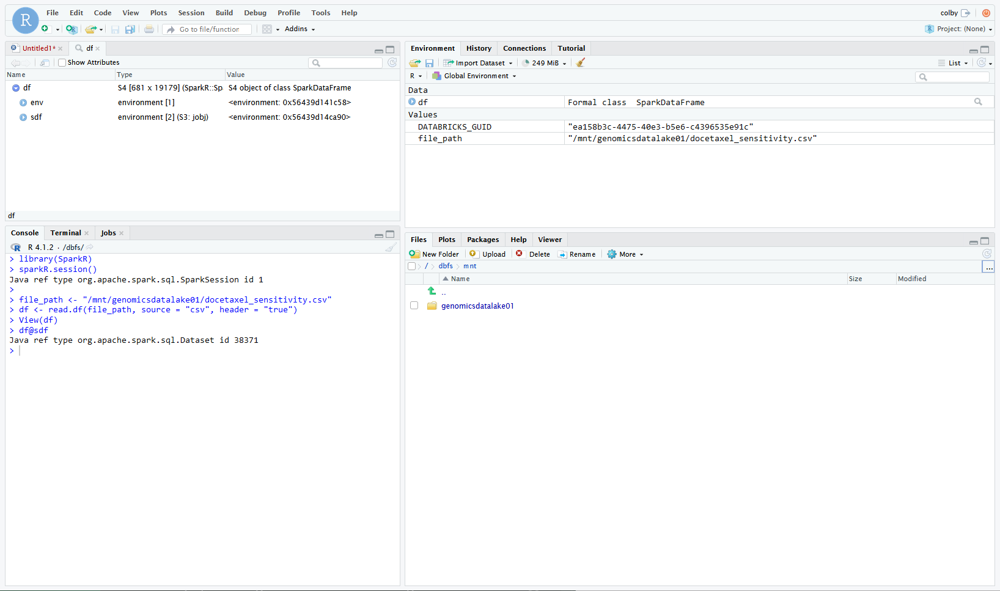 R
File Edit Code View Plots Session Build Debug Profile Tools Help
colby
Go to file/function
Addins
Project: (None)
Untitled1*
df
Show Attributes
Name Type Value
df S4 [681 x 19179] (SparkR::Sp S4 object of class SparkDataFrame
env environment [1] <environment: 0x56439d141c58>
sdf environment [2] (S3: jobj) <environment: 0x56439d14ca90>
df
Console Terminal Jobs
R 4.1.2 · /dbfs/
> library(SparkR)
> sparkR.session()
Java ref type org.apache.spark.sql.SparkSession id 1
>
> file_path <- "/mnt/genomicsdatalake01/docetaxel_sensitivity.csv"
> df <- read.df(file_path, source = "csv", header = "true")
> View(df)
> df@sdf
Java ref type org.apache.spark.sql.Dataset id 38371
>
Environment History Connections Tutorial
Import Dataset 249 MiB List
R Global Environment
Data
df Formal class SparkDataFrame
Values
DATABRICKS_GUID "ea158b3c-4475-40e3-b5e6-c4396535e91c"
file_path "/mnt/genomicsdatalake01/docetaxel_sensitivity.csv"
Files Plots Packages Help Viewer
New Folder Upload Delete Rename More
/ dbfs mnt ...
Name Size Modified
..
genomicsdatalake01